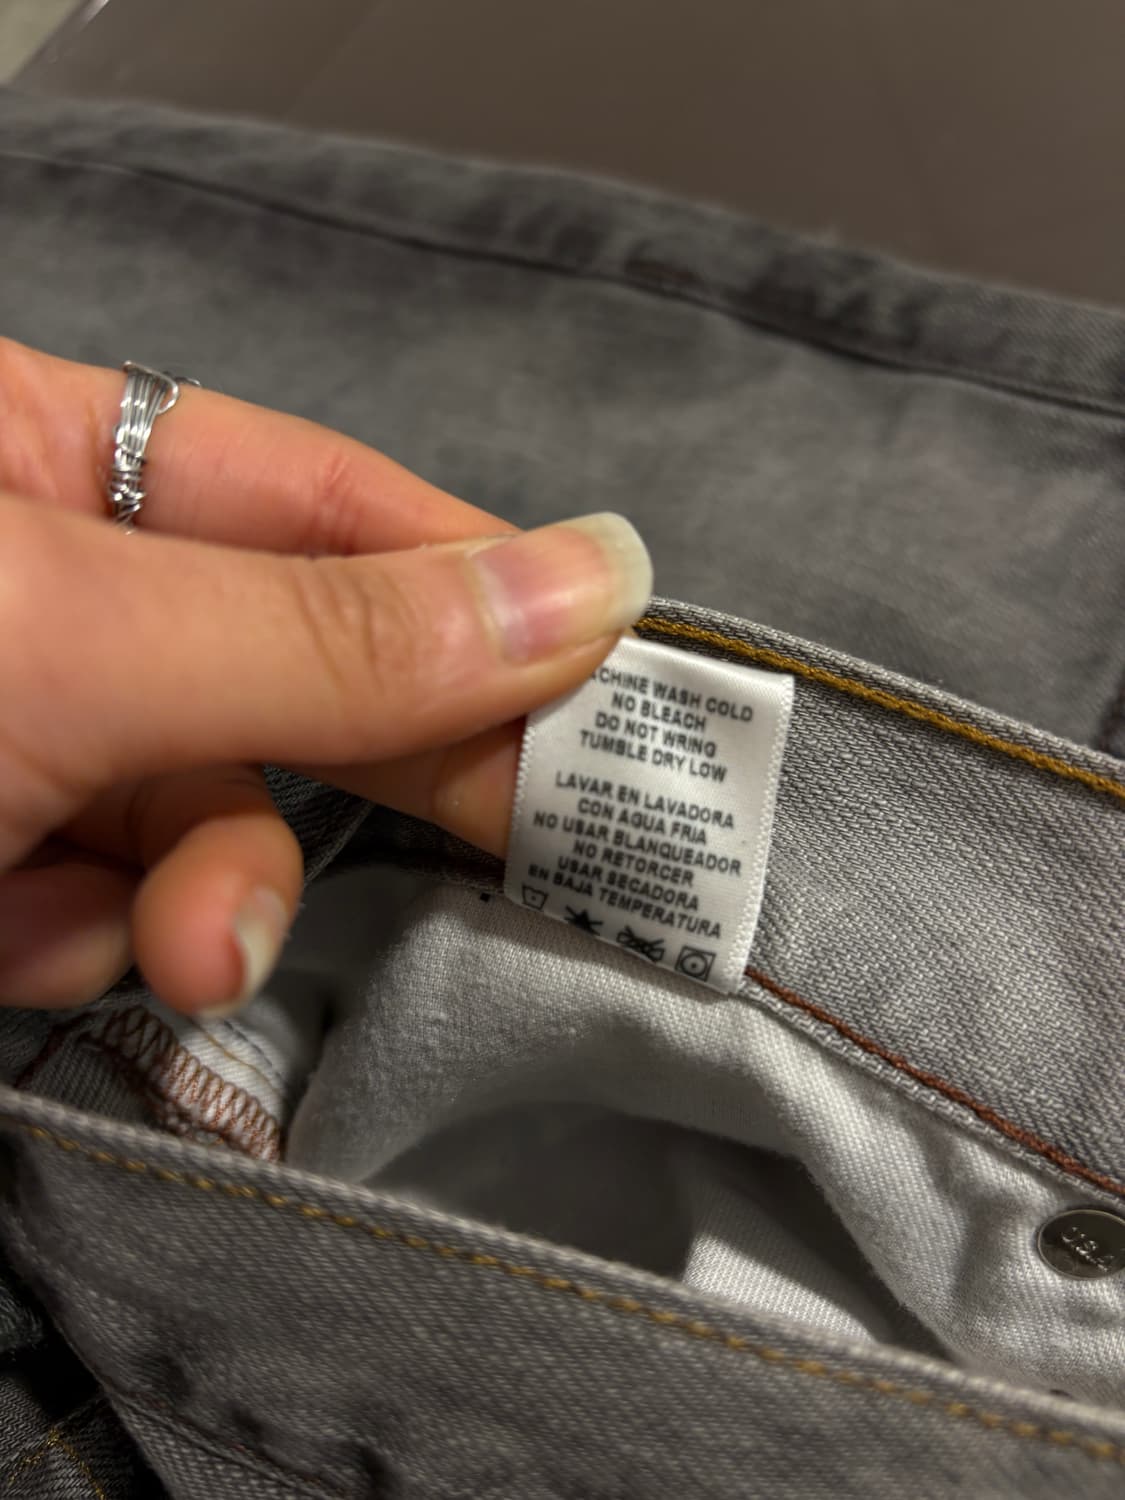 MACHINE WASH COLD
NO BLEACH
DO NOT WRING
TUMBLE DRY LOW
LAVAR EN LAVADORA
CON AGUA FRIA
NO USAR BLANQUEADOR
NO RETORCER
USAR SECADORA
EN BAJA TEMPERATURA